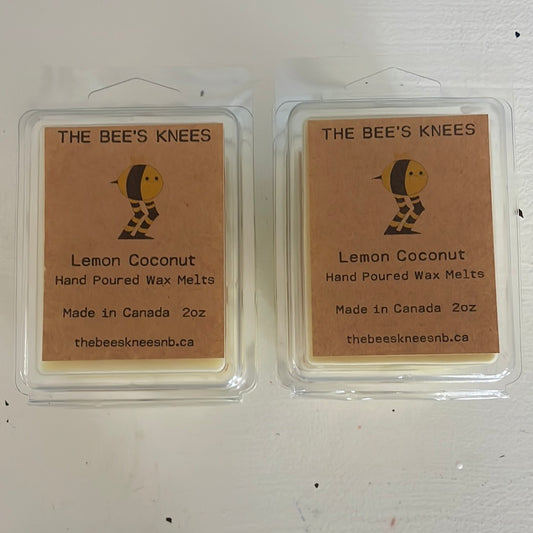 THE BEE'S KNEES
Lemon Coconut
Hand Poured Wax Melts
Made in Canada 2oz
thebeeskneesnb.ca
THE BEE'S KNEES
Lemon Coconut
Hand Poured Wax Melts
Made in Canada 2oz
thebeeskneesnb.ca